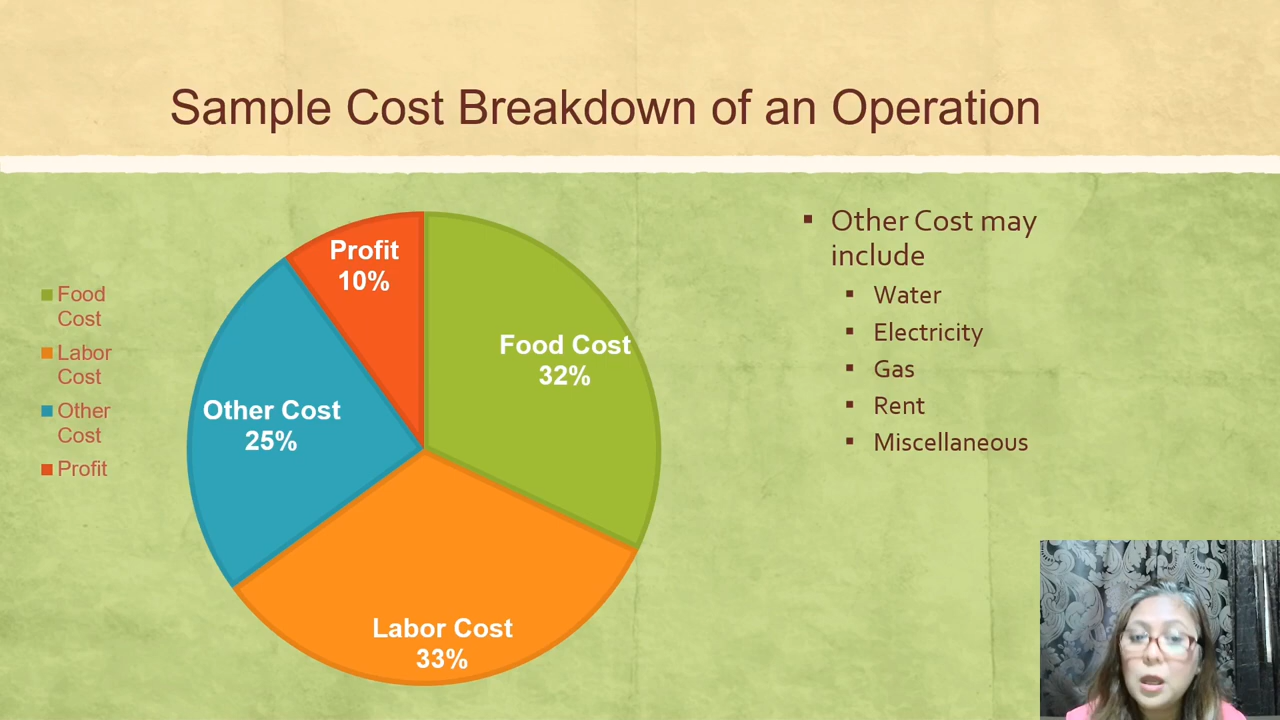 Sample Cost Breakdown of an Operation
Food
Cost
Labor
Cost
Other
Cost
Profit
Profit
10%
Food Cost
32%
Other Cost
25%
Labor Cost
33%
▪ Other Cost may
include
▪ Water
▪ Electricity
▪ Gas
▪ Rent
▪ Miscellaneous